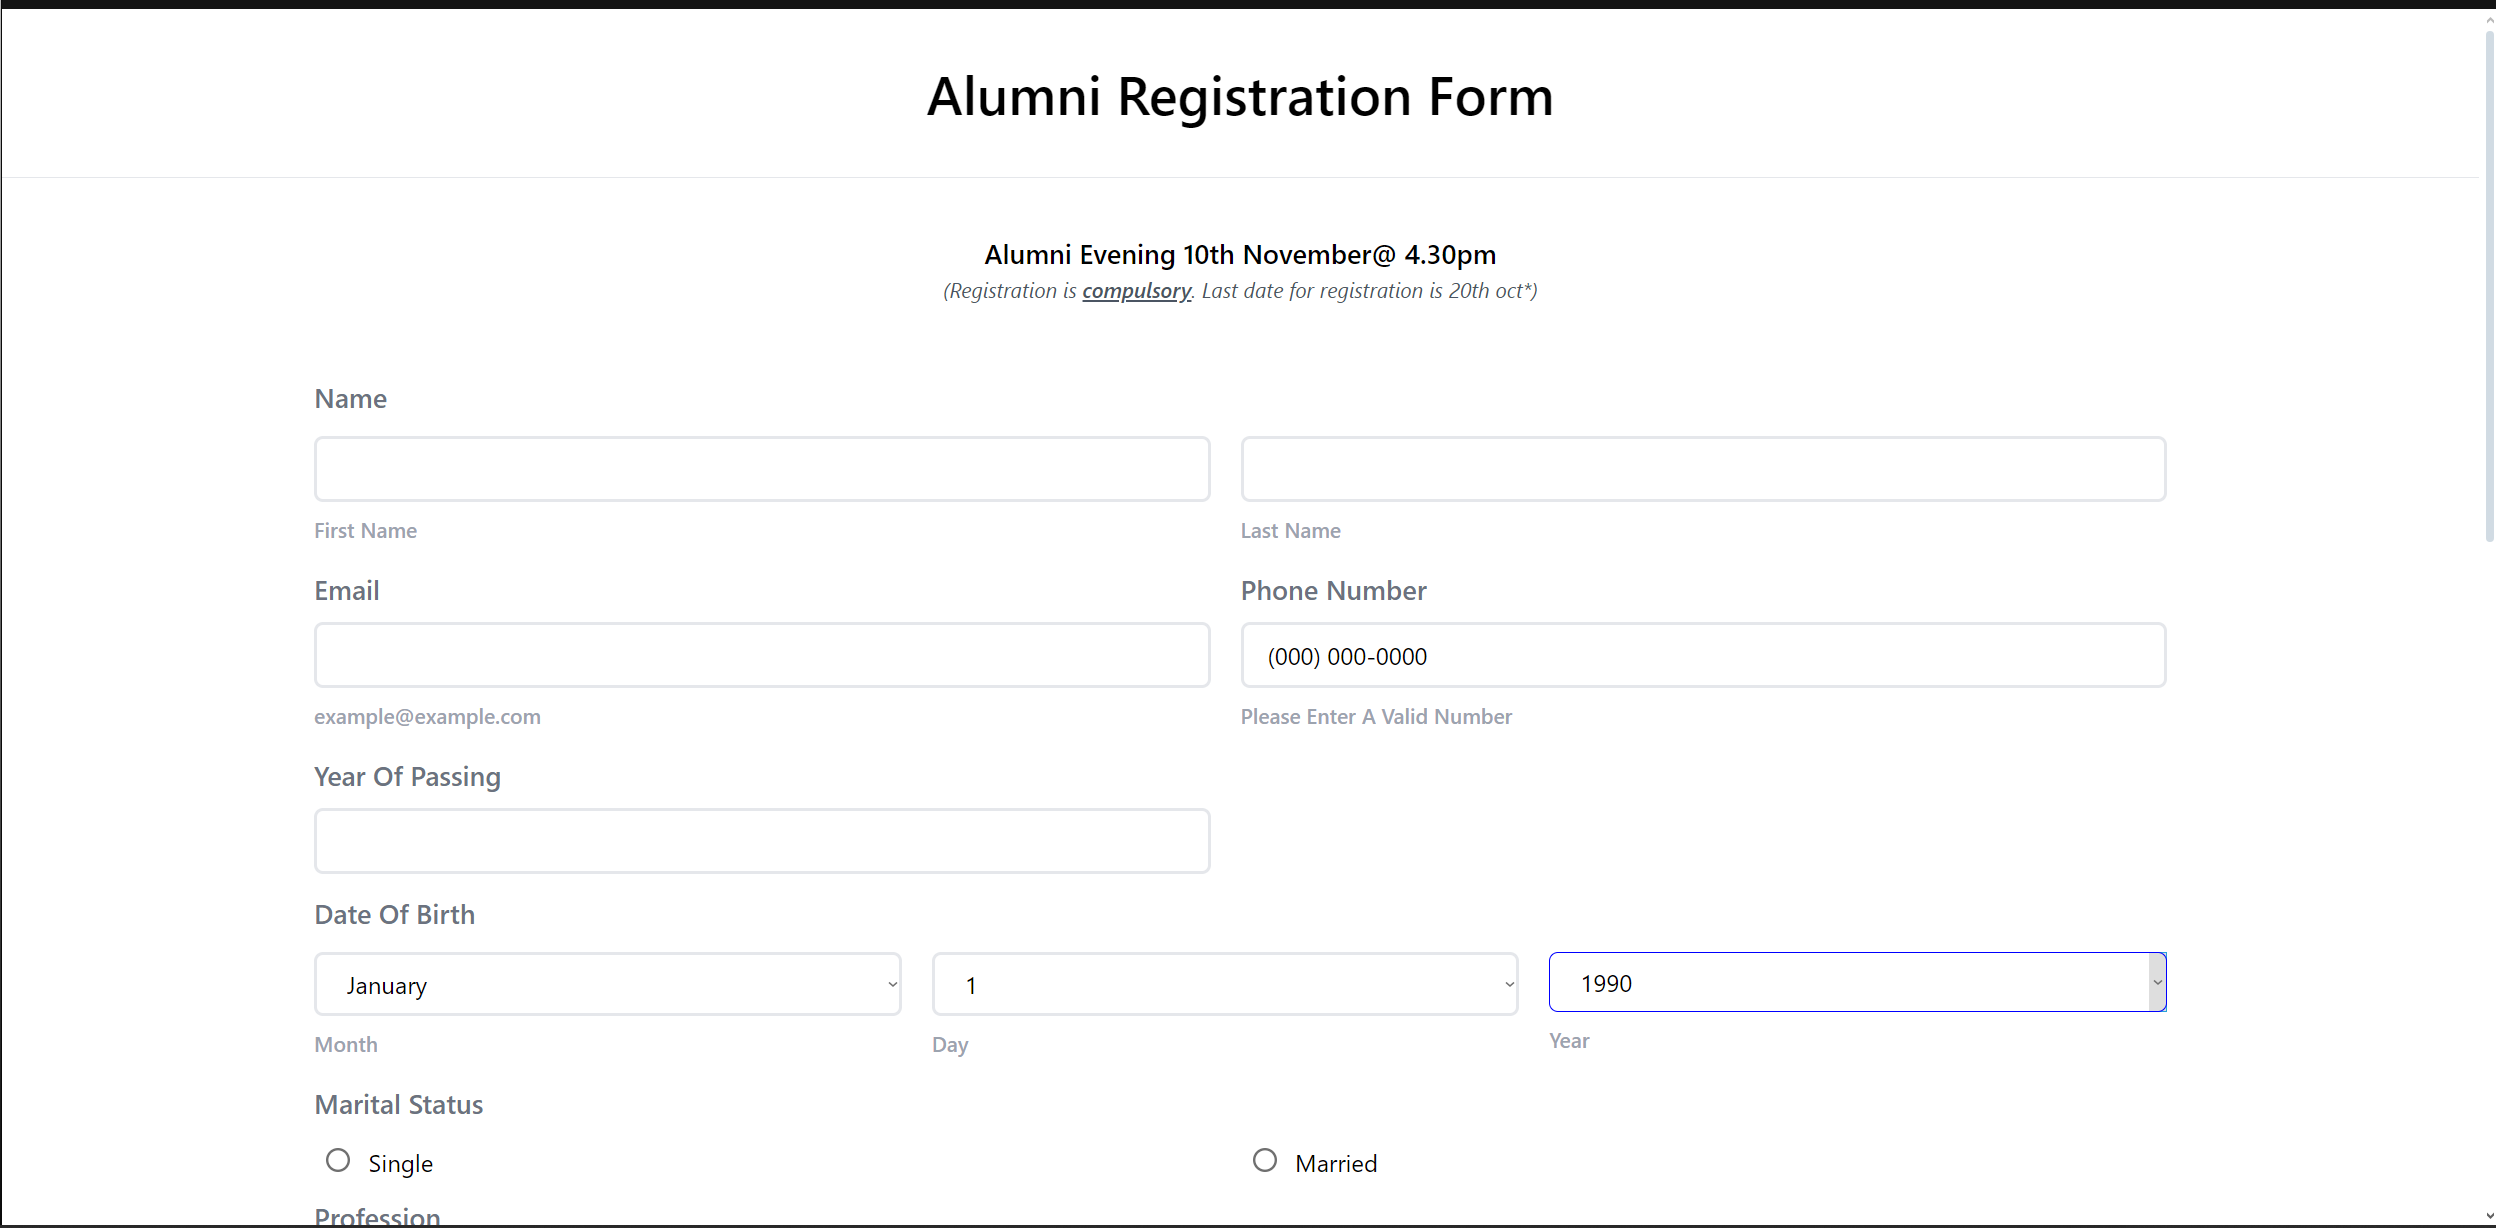 Alumni Registration Form
Alumni Evening 10th November@ 4.30pm
(Registration is compulsory. Last date for registration is 20th oct*)
Name
First Name Last Name
Email Phone Number
(000) 000-0000
example@example.com Please Enter A Valid Number
Year Of Passing
Date Of Birth
January 1 1990
Month Day Year
Marital Status
Single Married
Profession